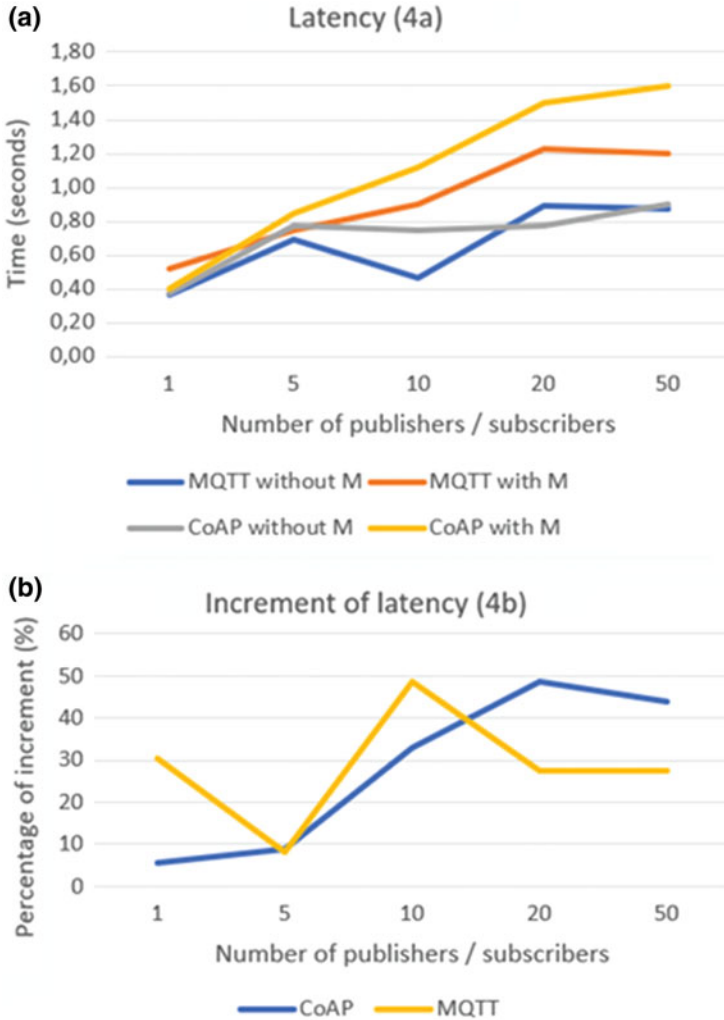 (a)
Latency (4a)
1,80
1,60
1,40
1,20
1,00
0,80
0,60
0,40
0,20
0,00
Time (seconds)
1 5 10 20 50
Number of publishers / subscribers
MQTT without M MQTT with M
CoAP without M CoAP with M
(b)
Increment of latency (4b)
60
50
40
30
20
10
0
Percentage of increment (%)
1 5 10 20 50
Number of publishers / subscribers
CoAP MQTT